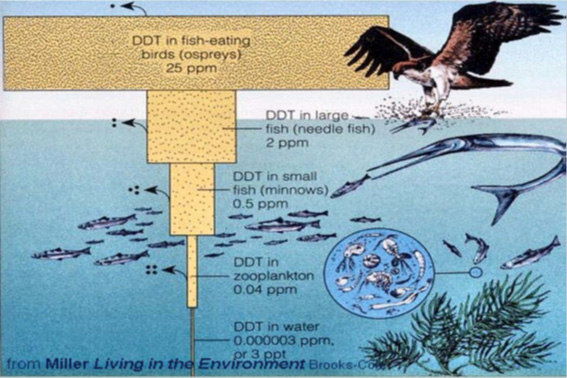 DDT in fish-eating
birds (ospreys)
25 ppm
DDT in large
fish (needle fish)
2 ppm
DDT in small
fish (minnows)
0.5 ppm
DDT in
zooplankton
0.04 ppm
DDT in water
0.000003 ppm,
or 3 ppt
from Miller Living in the Environment